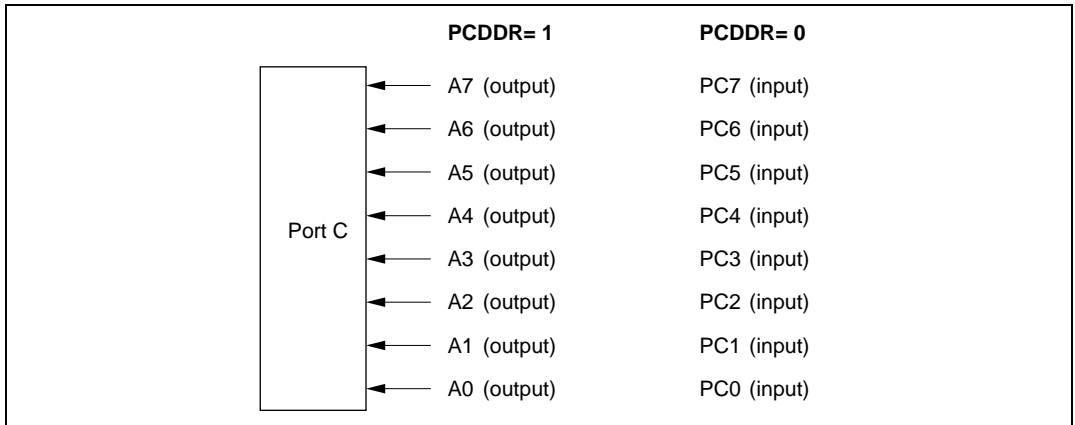 PCDDR= 1 PCDDR= 0
A7 (output) PC7 (input)
A6 (output) PC6 (input)
A5 (output) PC5 (input)
A4 (output) PC4 (input)
Port C
A3 (output) PC3 (input)
A2 (output) PC2 (input)
A1 (output) PC1 (input)
A0 (output) PC0 (input)